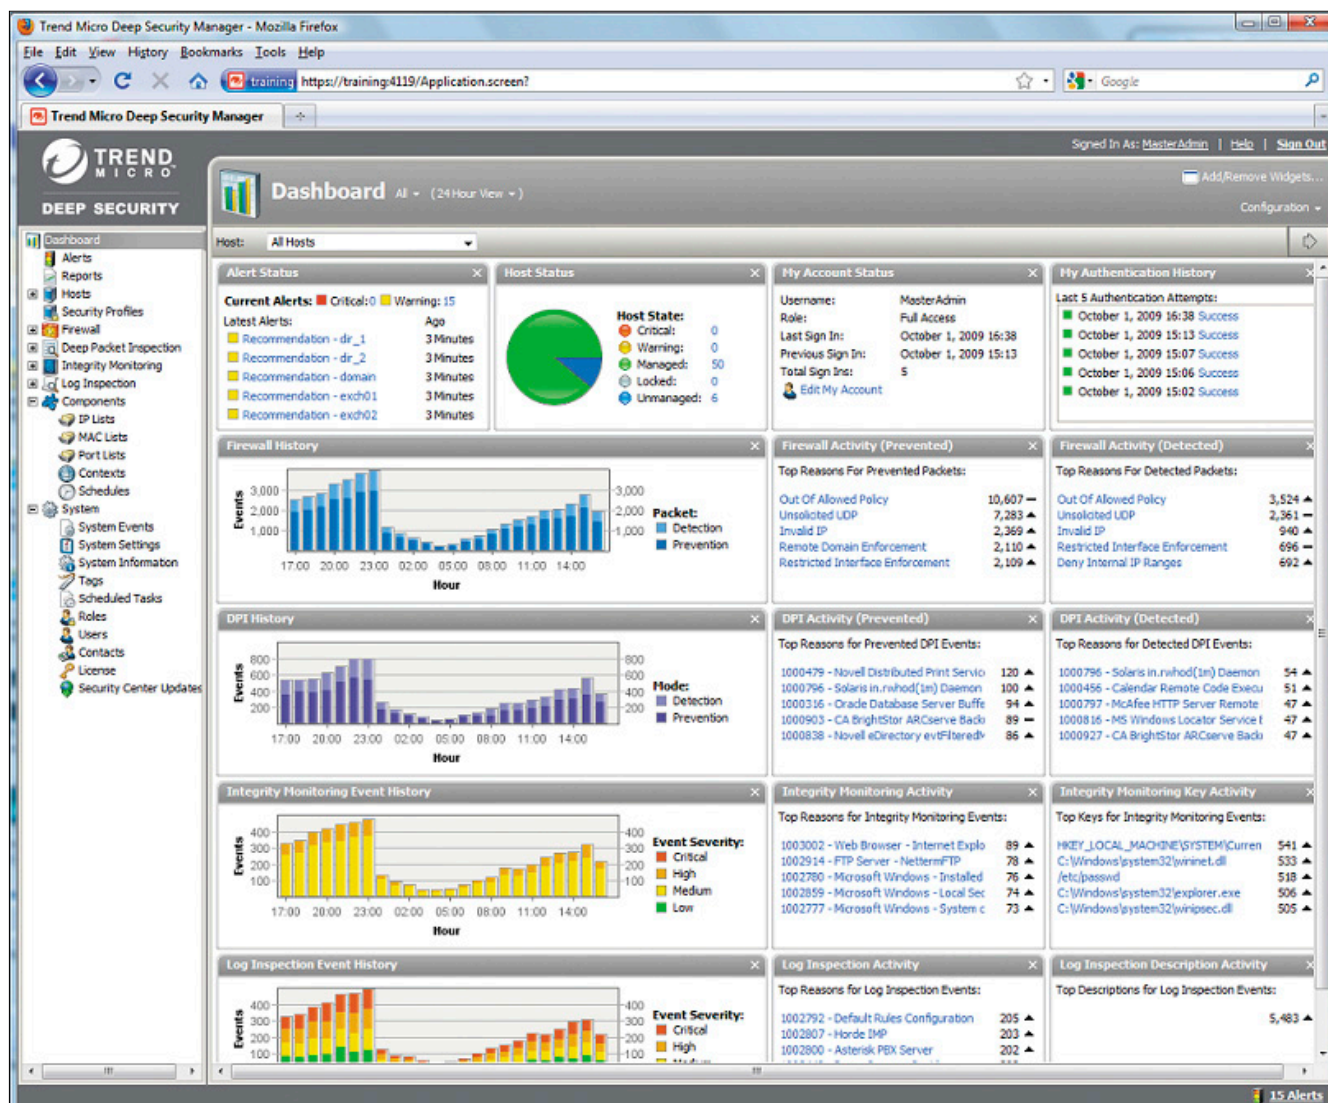 Trend Micro Deep Security Manager - Mozilla Firefox
File Edit View History Bookmarks Tools Help
training https://training:4119/Application.screen? Google
Trend Micro Deep Security Manager
Signed In As: MasterAdmin | Help | Sign Out
TREND
MICRO
DEEP SECURITY
Dashboard All (24 Hour View)
Add/Remove Widgets...
Configuration
Host: All Hosts
Dashboard
Alerts
Reports
Hosts
Security Profiles
Firewall
Deep Packet Inspection
Integrity Monitoring
Log Inspection
Components
IP Lists
MAC Lists
Port Lists
Contexts
Schedules
System
System Events
System Settings
System Information
Tags
Scheduled Tasks
Roles
Users
Contacts
License
Security Center Updates
Alert Status
Current Alerts: Critical:0 Warning: 15
Latest Alerts: Ago
Recommendation - dir_1 3 Minutes
Recommendation - dir_2 3 Minutes
Recommendation - domain 3 Minutes
Recommendation - exch01 3 Minutes
Recommendation - exch02 3 Minutes
Host Status
Host State:
Critical: 0
Warning: 0
Managed: 50
Locked: 0
Unmanaged: 6
My Account Status
Username: MasterAdmin
Role: Full Access
Last Sign In: October 1, 2009 16:38
Previous Sign In: October 1, 2009 15:13
Total Sign Ins: 5
Edit My Account
My Authentication History
Last 5 Authentication Attempts:
October 1, 2009 16:38 Success
October 1, 2009 15:13 Success
October 1, 2009 15:07 Success
October 1, 2009 15:06 Success
October 1, 2009 15:02 Success
Firewall History
Events
3,000 3,000
2,000 2,000
1,000 1,000
17:00 20:00 23:00 02:00 05:00 08:00 11:00 14:00
Hour
Packet:
Detection
Prevention
Firewall Activity (Prevented)
Top Reasons For Prevented Packets:
Out Of Allowed Policy 10,607
Unsolicited UDP 7,283
Invalid IP 2,369
Remote Domain Enforcement 2,110
Restricted Interface Enforcement 2,109
Firewall Activity (Detected)
Top Reasons For Detected Packets:
Out Of Allowed Policy 3,524
Unsolicited UDP 2,361
Invalid IP 940
Restricted Interface Enforcement 696
Deny Internal IP Ranges 692
DPI History
Events
800 800
600 600
400 400
200 200
17:00 20:00 23:00 02:00 05:00 08:00 11:00 14:00
Hour
Mode:
Detection
Prevention
DPI Activity (Prevented)
Top Reasons for Prevented DPI Events:
1000479 - Novell Distributed Print Servic 120
1000796 - Solaris in.rwhod(1m) Daemon 100
1000316 - Oracle Database Server Buffe 94
1000903 - CA BrightStor ARCserve Back 89
1000838 - Novell eDirectory evtFiltered 86
DPI Activity (Detected)
Top Reasons for Detected DPI Events:
1000796 - Solaris in.rwhod(1m) Daemon 54
1000456 - Calendar Remote Code Execu 51
1000797 - McAfee HTTP Server Remote 47
1000816 - MS Windows Locator Service 47
1000927 - CA BrightStor ARCserve Back 47
Integrity Monitoring Event History
Events
400 400
300 300
200 200
100 100
17:00 20:00 23:00 02:00 05:00 08:00 11:00 14:00
Hour
Event Severity:
Critical
High
Medium
Low
Integrity Monitoring Activity
Top Reasons for Integrity Monitoring Events:
1003002 - Web Browser - Internet Explo 89
1002914 - FTP Server - NettermFTP 78
1002780 - Microsoft Windows - Installed 76
1002859 - Microsoft Windows - Local Sec 74
1002777 - Microsoft Windows - System c 73
Integrity Monitoring Key Activity
Top Keys for Integrity Monitoring Events:
HKEY_LOCAL_MACHINE\SYSTEM\Curren 541
C:\Windows\system32\wininet.dll 533
/etc/passwd 518
C:\Windows\system32\explorer.exe 506
C:\Windows\system32\winipsec.dll 505
Log Inspection Event History
Events
400 400
300 300
200 200
100 100
Event Severity:
Critical
High
Medium
Log Inspection Activity
Top Reasons for Log Inspection Events:
1002792 - Default Rules Configuration 205
1002807 - Horde IMP 203
1002800 - Asterisk PBX Server 202
Log Inspection Description Activity
Top Descriptions for Log Inspection Events:
5,483
15 Alerts